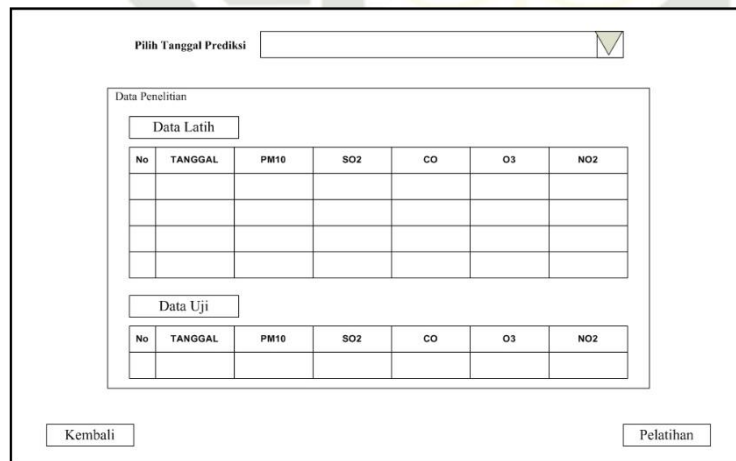 Pilih Tanggal Prediksi
Data Penelitian
Data Latih
No TANGGAL PM10 SO2 CO O3 NO2
Data Uji
No TANGGAL PM10 SO2 CO O3 NO2
Kembali Pelatihan